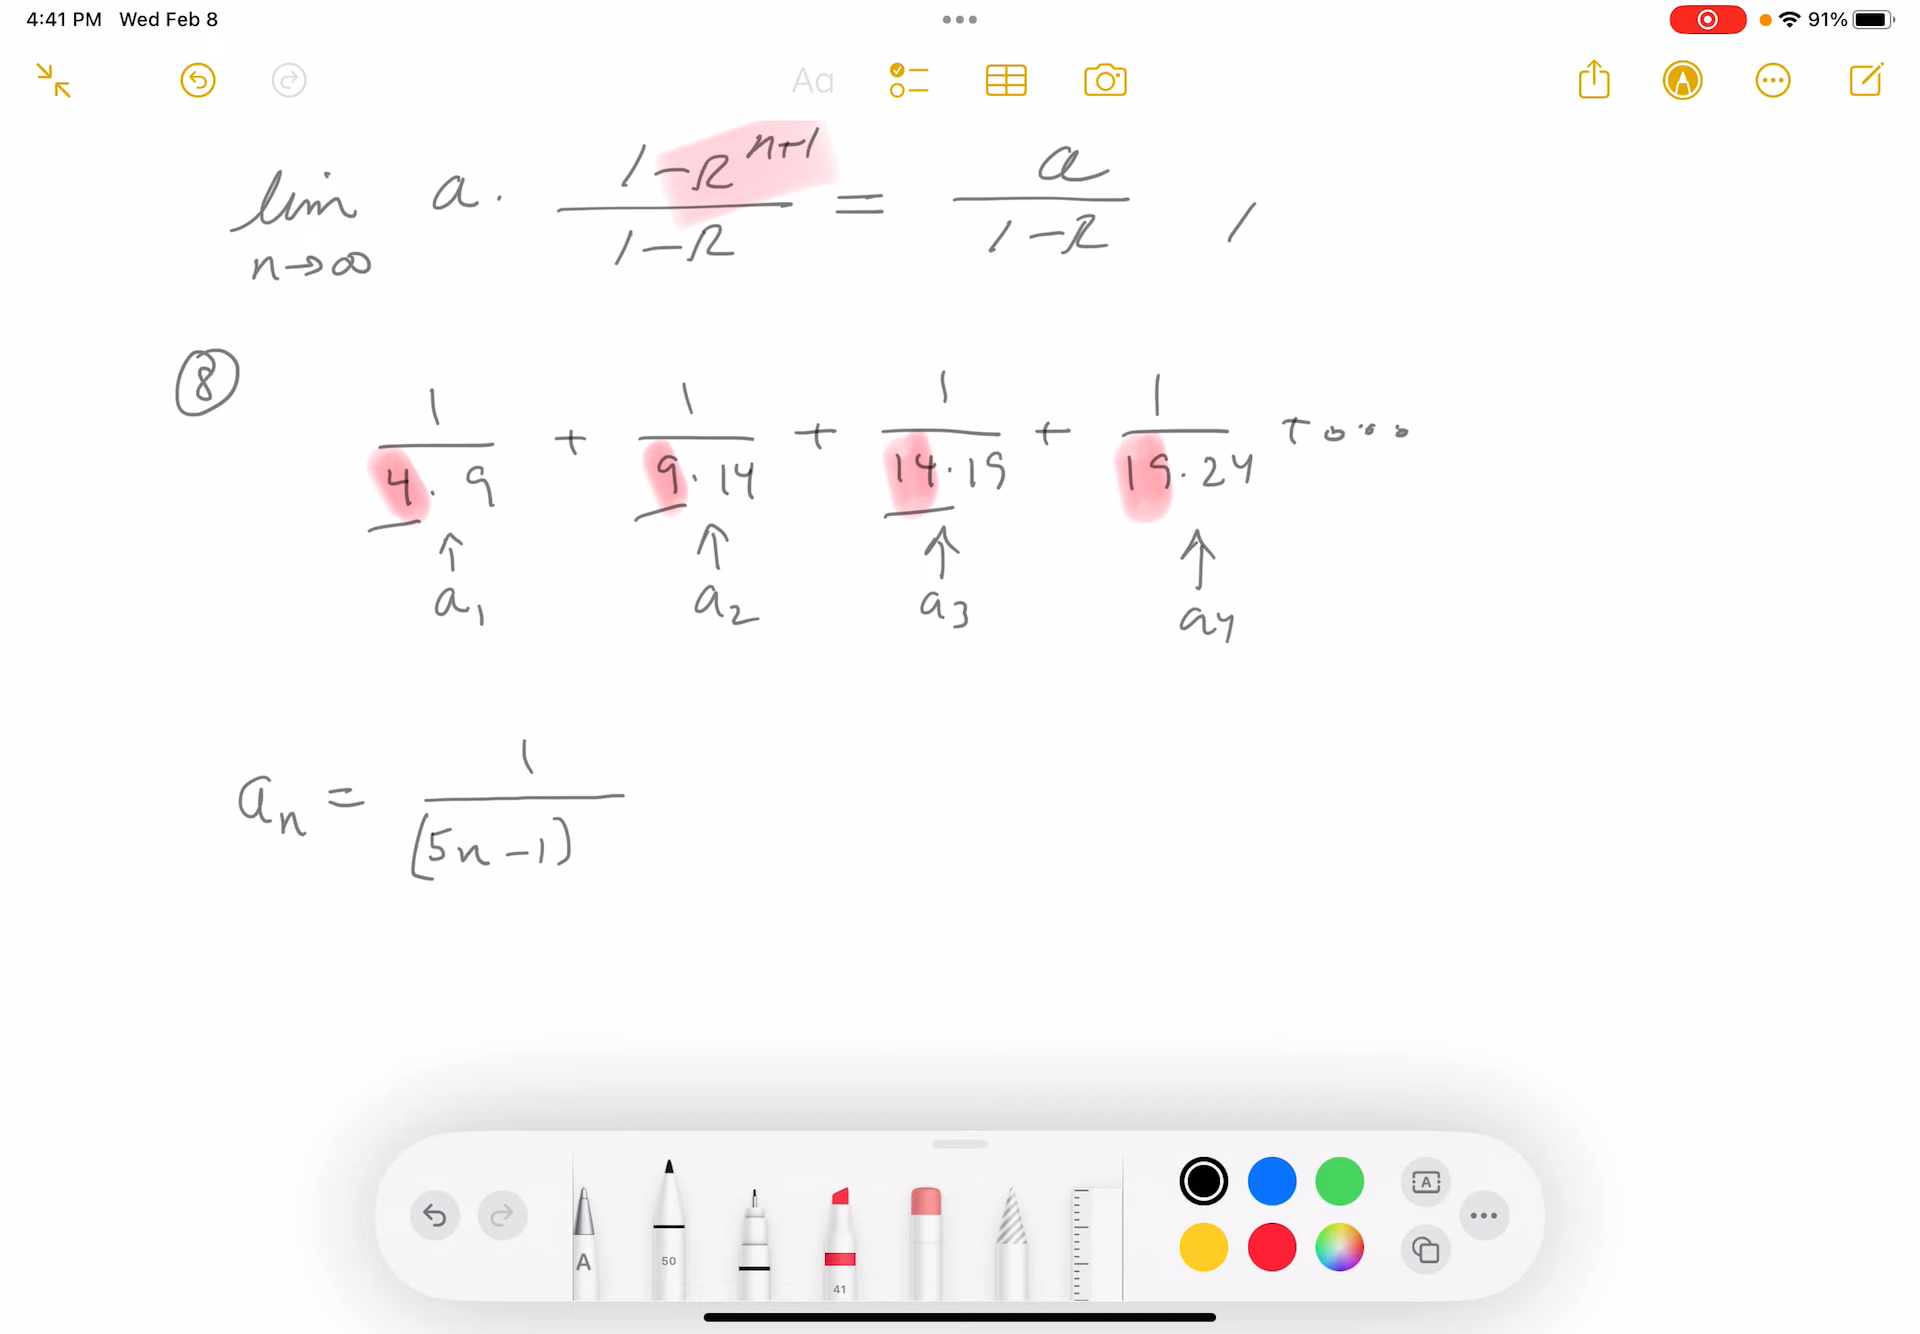 4:41 PM Wed Feb 8
91%
Aa
lim n→∞ a · (1-R^(n+1))/(1-R) = a/(1-R) ,
⑧ 1/(4·9) + 1/(9·14) + 1/(14·19) + 1/(19·24) + ....
↑ ↑ ↑ ↑
a₁ a₂ a₃ a₄
aₙ = 1/(5n-1)
A 50 41
A